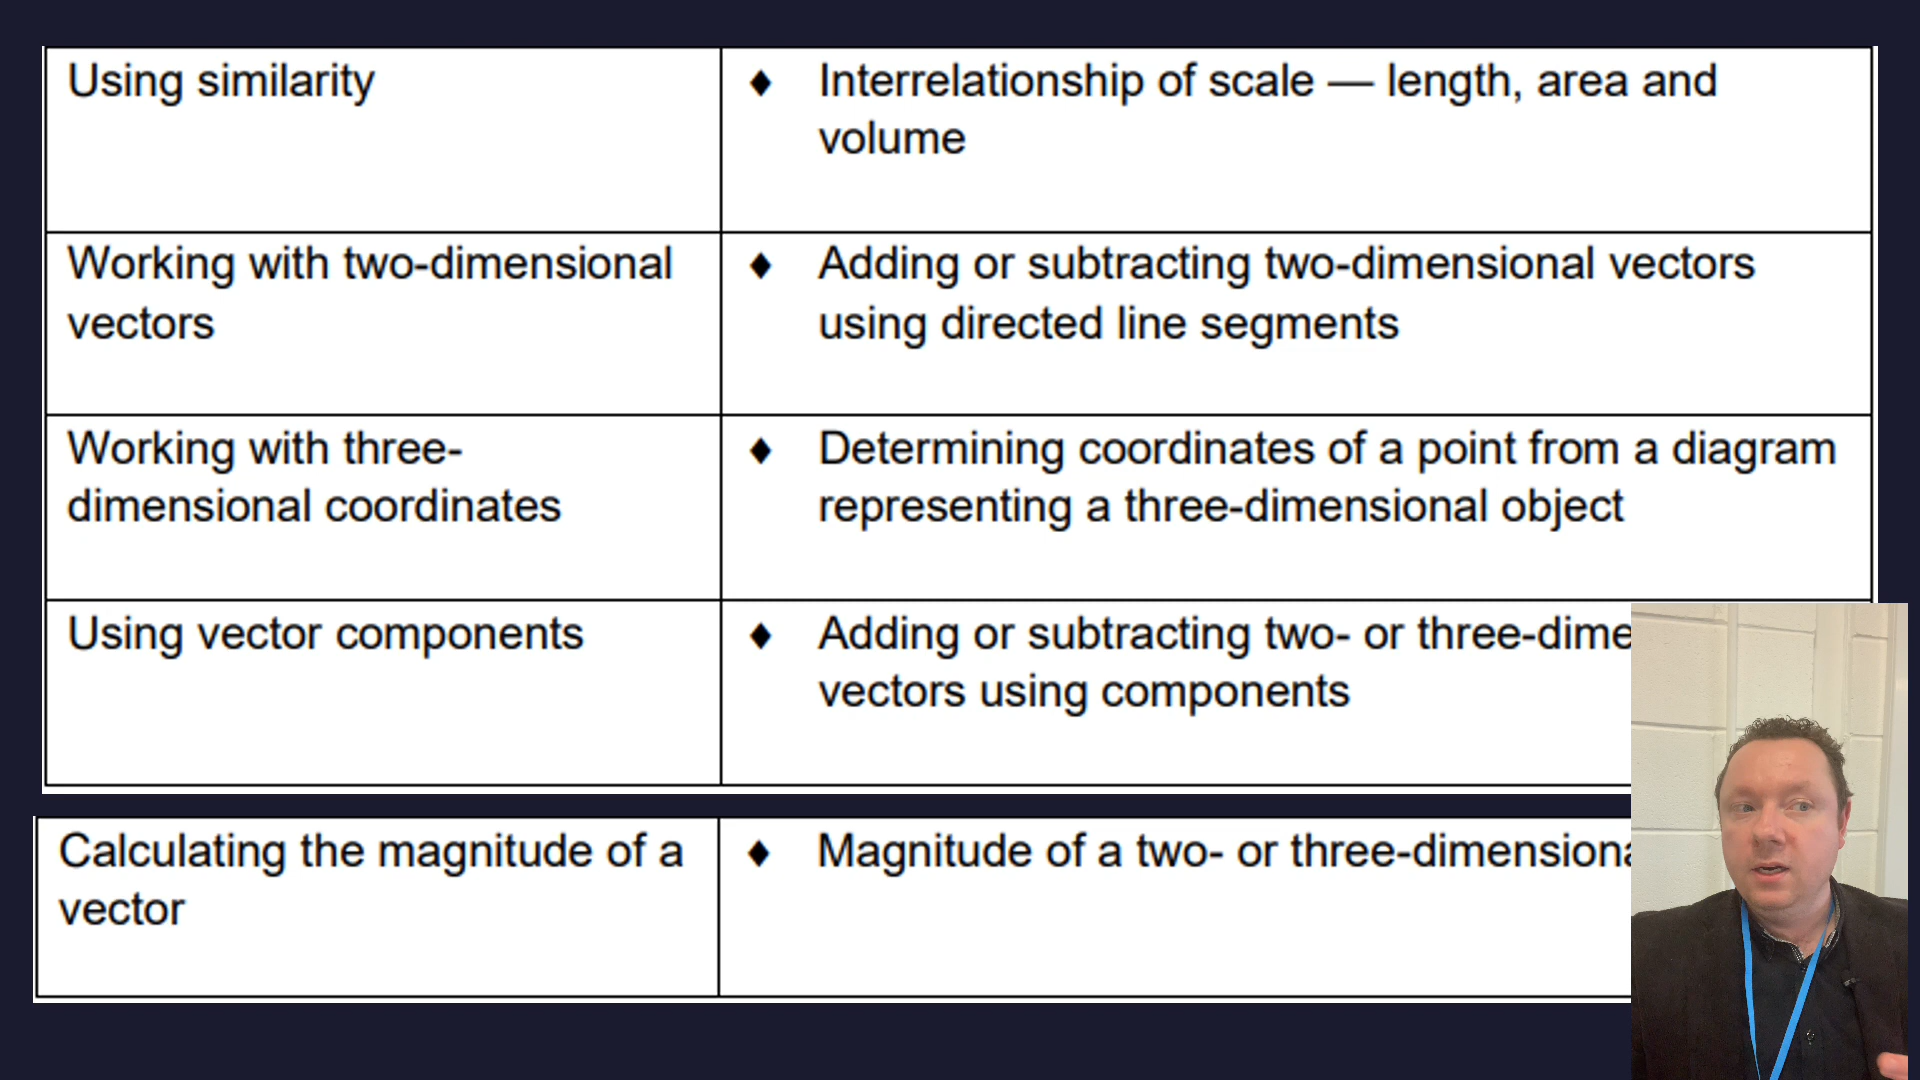 Using similarity
♦ Interrelationship of scale — length, area and
volume
Working with two-dimensional
vectors
♦ Adding or subtracting two-dimensional vectors
using directed line segments
Working with three-
dimensional coordinates
♦ Determining coordinates of a point from a diagram
representing a three-dimensional object
Using vector components
♦ Adding or subtracting two- or three-dime
vectors using components
Calculating the magnitude of a
vector
♦ Magnitude of a two- or three-dimensiona